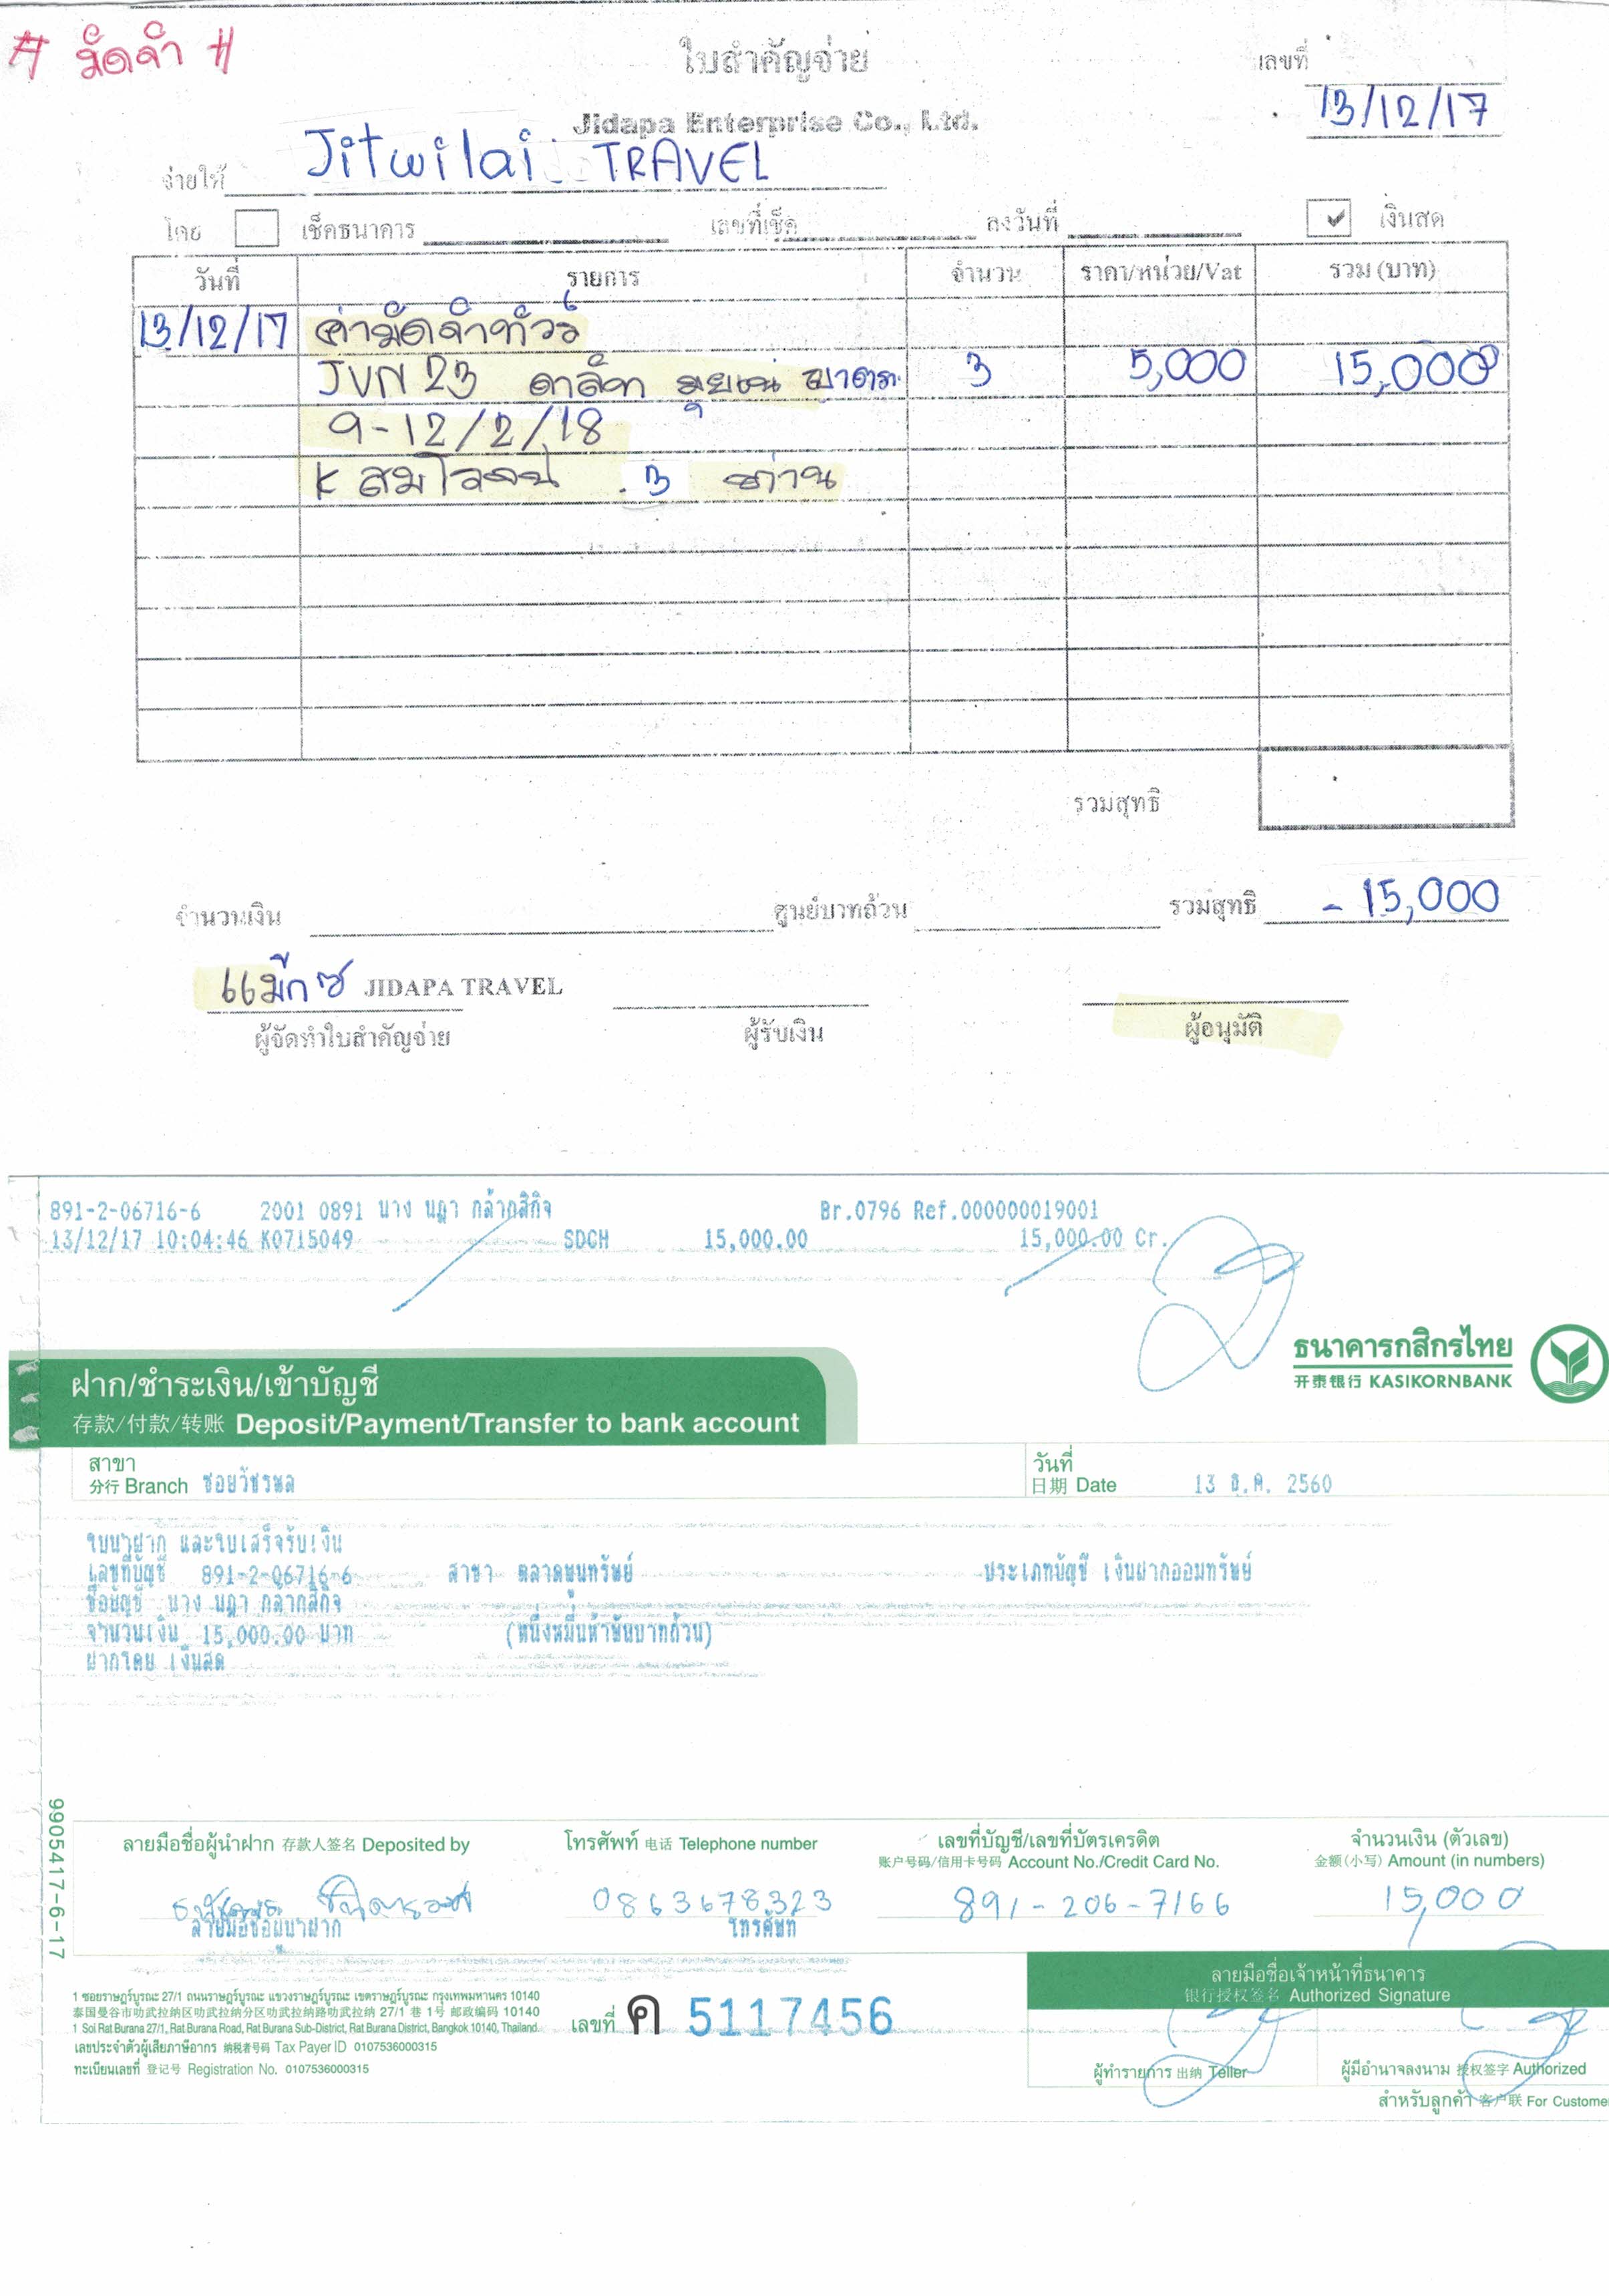 # มัดจำ #
ใบสำคัญจ่าย
เลขที่
13/12/17
Jidapa Enterprise Co., Ltd.
จ่ายให้ Jitwilai TRAVEL
โดย เช็คธนาคาร เลขที่เช็ค ลงวันที่ ✓ เงินสด
วันที่ รายการ จำนวน ราคา/หน่วย/Vat รวม (บาท)
13/12/17 ค่ามัดจำทัวร์
JVN 23 ดาลัท มุยเน่ 3 5,000 15,000
9-12/2/18
K 3 ท่าน
รวมสุทธิ
จำนวนเงิน ศูนย์บาทถ้วน รวมสุทธิ - 15,000
JIDAPA TRAVEL
ผู้จัดทำใบสำคัญจ่าย ผู้รับเงิน ผู้อนุมัติ
891-2-06716-6 2001 0891 นาง นฎา กล้ากสิกิจ Br.0796 Ref.000000019001
13/12/17 10:04:46 K0715049 SDCH 15,000.00 15,000.00 Cr.
ธนาคารกสิกรไทย
开泰银行 KASIKORNBANK
ฝาก/ชำระเงิน/เข้าบัญชี
存款/付款/转账 Deposit/Payment/Transfer to bank account
สาขา วันที่
分行 Branch ซอยวัชรพล 日期 Date 13 ธ.ค. 2560
ใบนำฝาก และใบเสร็จรับเงิน
เลขที่บัญชี 891-2-06716-6 สาขา ตลาดพูนทรัพย์ ประเภทบัญชี เงินฝากออมทรัพย์
ชื่อบัญชี นาง นฎา กล้ากสิกิจ
จำนวนเงิน 15,000.00 บาท (หนึ่งหมื่นห้าพันบาทถ้วน)
ฝากโดย เงินสด
9905417-6-17
ลายมือชื่อผู้นำฝาก 存款人签名 Deposited by โทรศัพท์ 电话 Telephone number เลขที่บัญชี/เลขที่บัตรเครดิต จำนวนเงิน (ตัวเลข)
账户号码/信用卡号码 Account No./Credit Card No. 金额(小写) Amount (in numbers)
0863678323 891-206-7166 15,000
ลายมือชื่อผู้นำฝาก โทรศัพท์
ลายมือชื่อเจ้าหน้าที่ธนาคาร
银行授权签名 Authorized Signature
1 ซอยราษฎร์บูรณะ 27/1 ถนนราษฎร์บูรณะ แขวงราษฎร์บูรณะ เขตราษฎร์บูรณะ กรุงเทพมหานคร 10140
泰国曼谷市叻武拉纳区叻武拉纳分区叻武拉纳路叻武拉纳 27/1 巷 1号 邮政编码 10140
1 Soi Rat Burana 27/1, Rat Burana Road, Rat Burana Sub-District, Rat Burana District, Bangkok 10140, Thailand.
เลขที่ ค 5117456
เลขประจำตัวผู้เสียภาษีอากร 纳税者号码 Tax Payer ID 0107536000315
ทะเบียนเลขที่ 登记号 Registration No. 0107536000315
ผู้ทำรายการ 出纳 Teller ผู้มีอำนาจลงนาม 授权签字 Authorized
สำหรับลูกค้า 客户联 For Custome